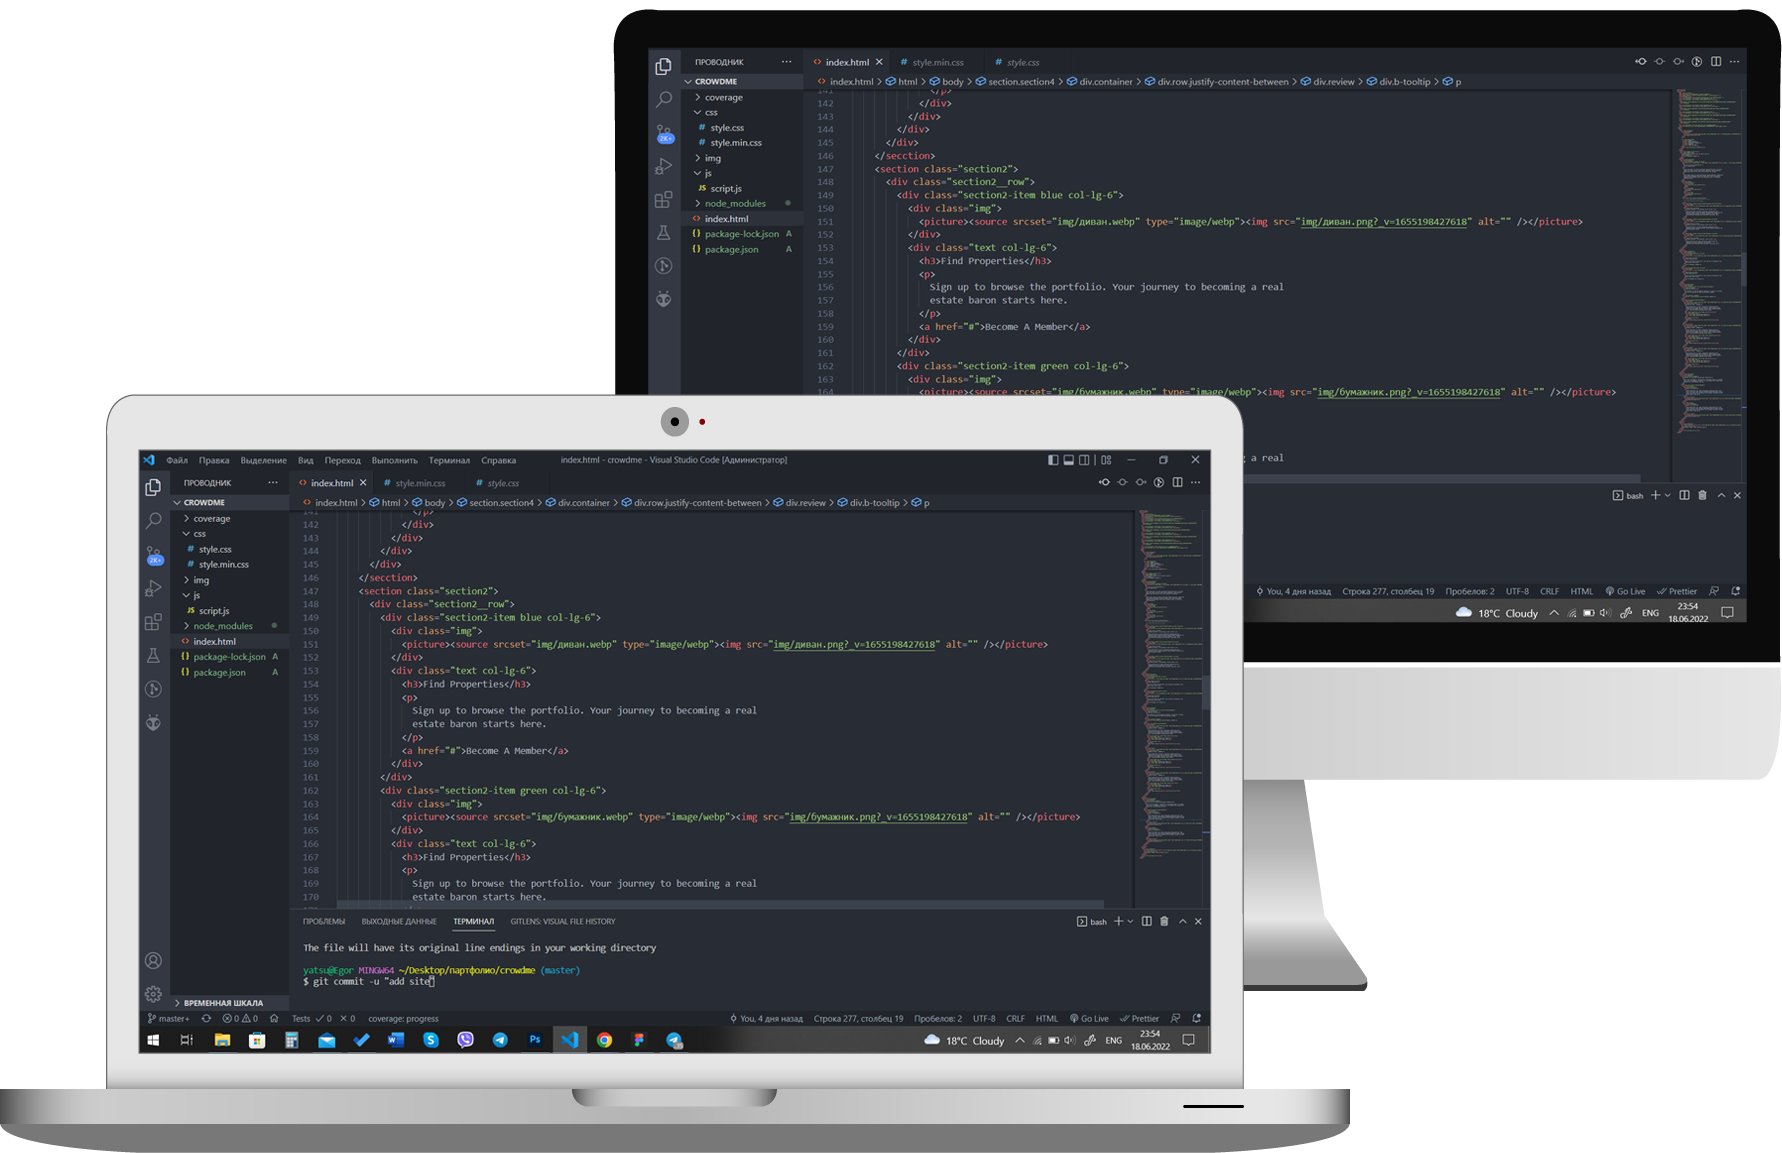 ПРОВОДНИК
index.html
style.min.css
style.css
CROWDME
index.html > html > body > section.section4 > div.container > div.row.justify-content-between > div.review > div.b-tooltip > p
coverage
css
style.css
style.min.css
img
js
script.js
node_modules
index.html
package-lock.json A
package.json A
2K+
141 </p>
142 </div>
143 </div>
144 </div>
145 </div>
146 </secction>
147 <section class="section2">
148 <div class="section2__row">
149 <div class="section2-item blue col-lg-6">
150 <div class="img">
151 <picture><source srcset="img/диван.webp" type="image/webp"><img src="img/диван.png?_v=1655198427618" alt="" /></picture>
152 </div>
153 <div class="text col-lg-6">
154 <h3>Find Properties</h3>
155 <p>
156 Sign up to browse the portfolio. Your journey to becoming a real
157 estate baron starts here.
158 </p>
159 <a href="#">Become A Member</a>
160 </div>
161 </div>
162 <div class="section2-item green col-lg-6">
163 <div class="img">
164 <picture><source srcset="img/бумажник.webp" type="image/webp"><img src="img/бумажник.png?_v=1655198427618" alt="" /></picture>
a real
bash
You, 4 дня назад Строка 277, столбец 19 Пробелов: 2 UTF-8 CRLF HTML Go Live Prettier
18°C Cloudy ENG 23:54
18.06.2022
Файл Правка Выделение Вид Переход Выполнить Терминал Справка index.html - crowdme - Visual Studio Code [Администратор]
ПРОВОДНИК
index.html
style.min.css
style.css
CROWDME
index.html > html > body > section.section4 > div.container > div.row.justify-content-between > div.review > div.b-tooltip > p
coverage
css
style.css
style.min.css
img
js
script.js
node_modules
index.html
package-lock.json A
package.json A
2K+
141 </p>
142 </div>
143 </div>
144 </div>
145 </div>
146 </secction>
147 <section class="section2">
148 <div class="section2__row">
149 <div class="section2-item blue col-lg-6">
150 <div class="img">
151 <picture><source srcset="img/диван.webp" type="image/webp"><img src="img/диван.png?_v=1655198427618" alt="" /></picture>
152 </div>
153 <div class="text col-lg-6">
154 <h3>Find Properties</h3>
155 <p>
156 Sign up to browse the portfolio. Your journey to becoming a real
157 estate baron starts here.
158 </p>
159 <a href="#">Become A Member</a>
160 </div>
161 </div>
162 <div class="section2-item green col-lg-6">
163 <div class="img">
164 <picture><source srcset="img/бумажник.webp" type="image/webp"><img src="img/бумажник.png?_v=1655198427618" alt="" /></picture>
165 </div>
166 <div class="text col-lg-6">
167 <h3>Find Properties</h3>
168 <p>
169 Sign up to browse the portfolio. Your journey to becoming a real
170 estate baron starts here.
ПРОБЛЕМЫ ВЫХОДНЫЕ ДАННЫЕ ТЕРМИНАЛ GITLENS: VISUAL FILE HISTORY bash
The file will have its original line endings in your working directory
yatsu@Egor MINGW64 ~/Desktop/партфолио/crowdme (master)
$ git commit -u "add site"
ВРЕМЕННАЯ ШКАЛА
master+ 0 0 Tests 0 0 coverage: progress You, 4 дня назад Строка 277, столбец 19 Пробелов: 2 UTF-8 CRLF HTML Go Live Prettier
Ps 18°C Cloudy ENG 23:54
18.06.2022